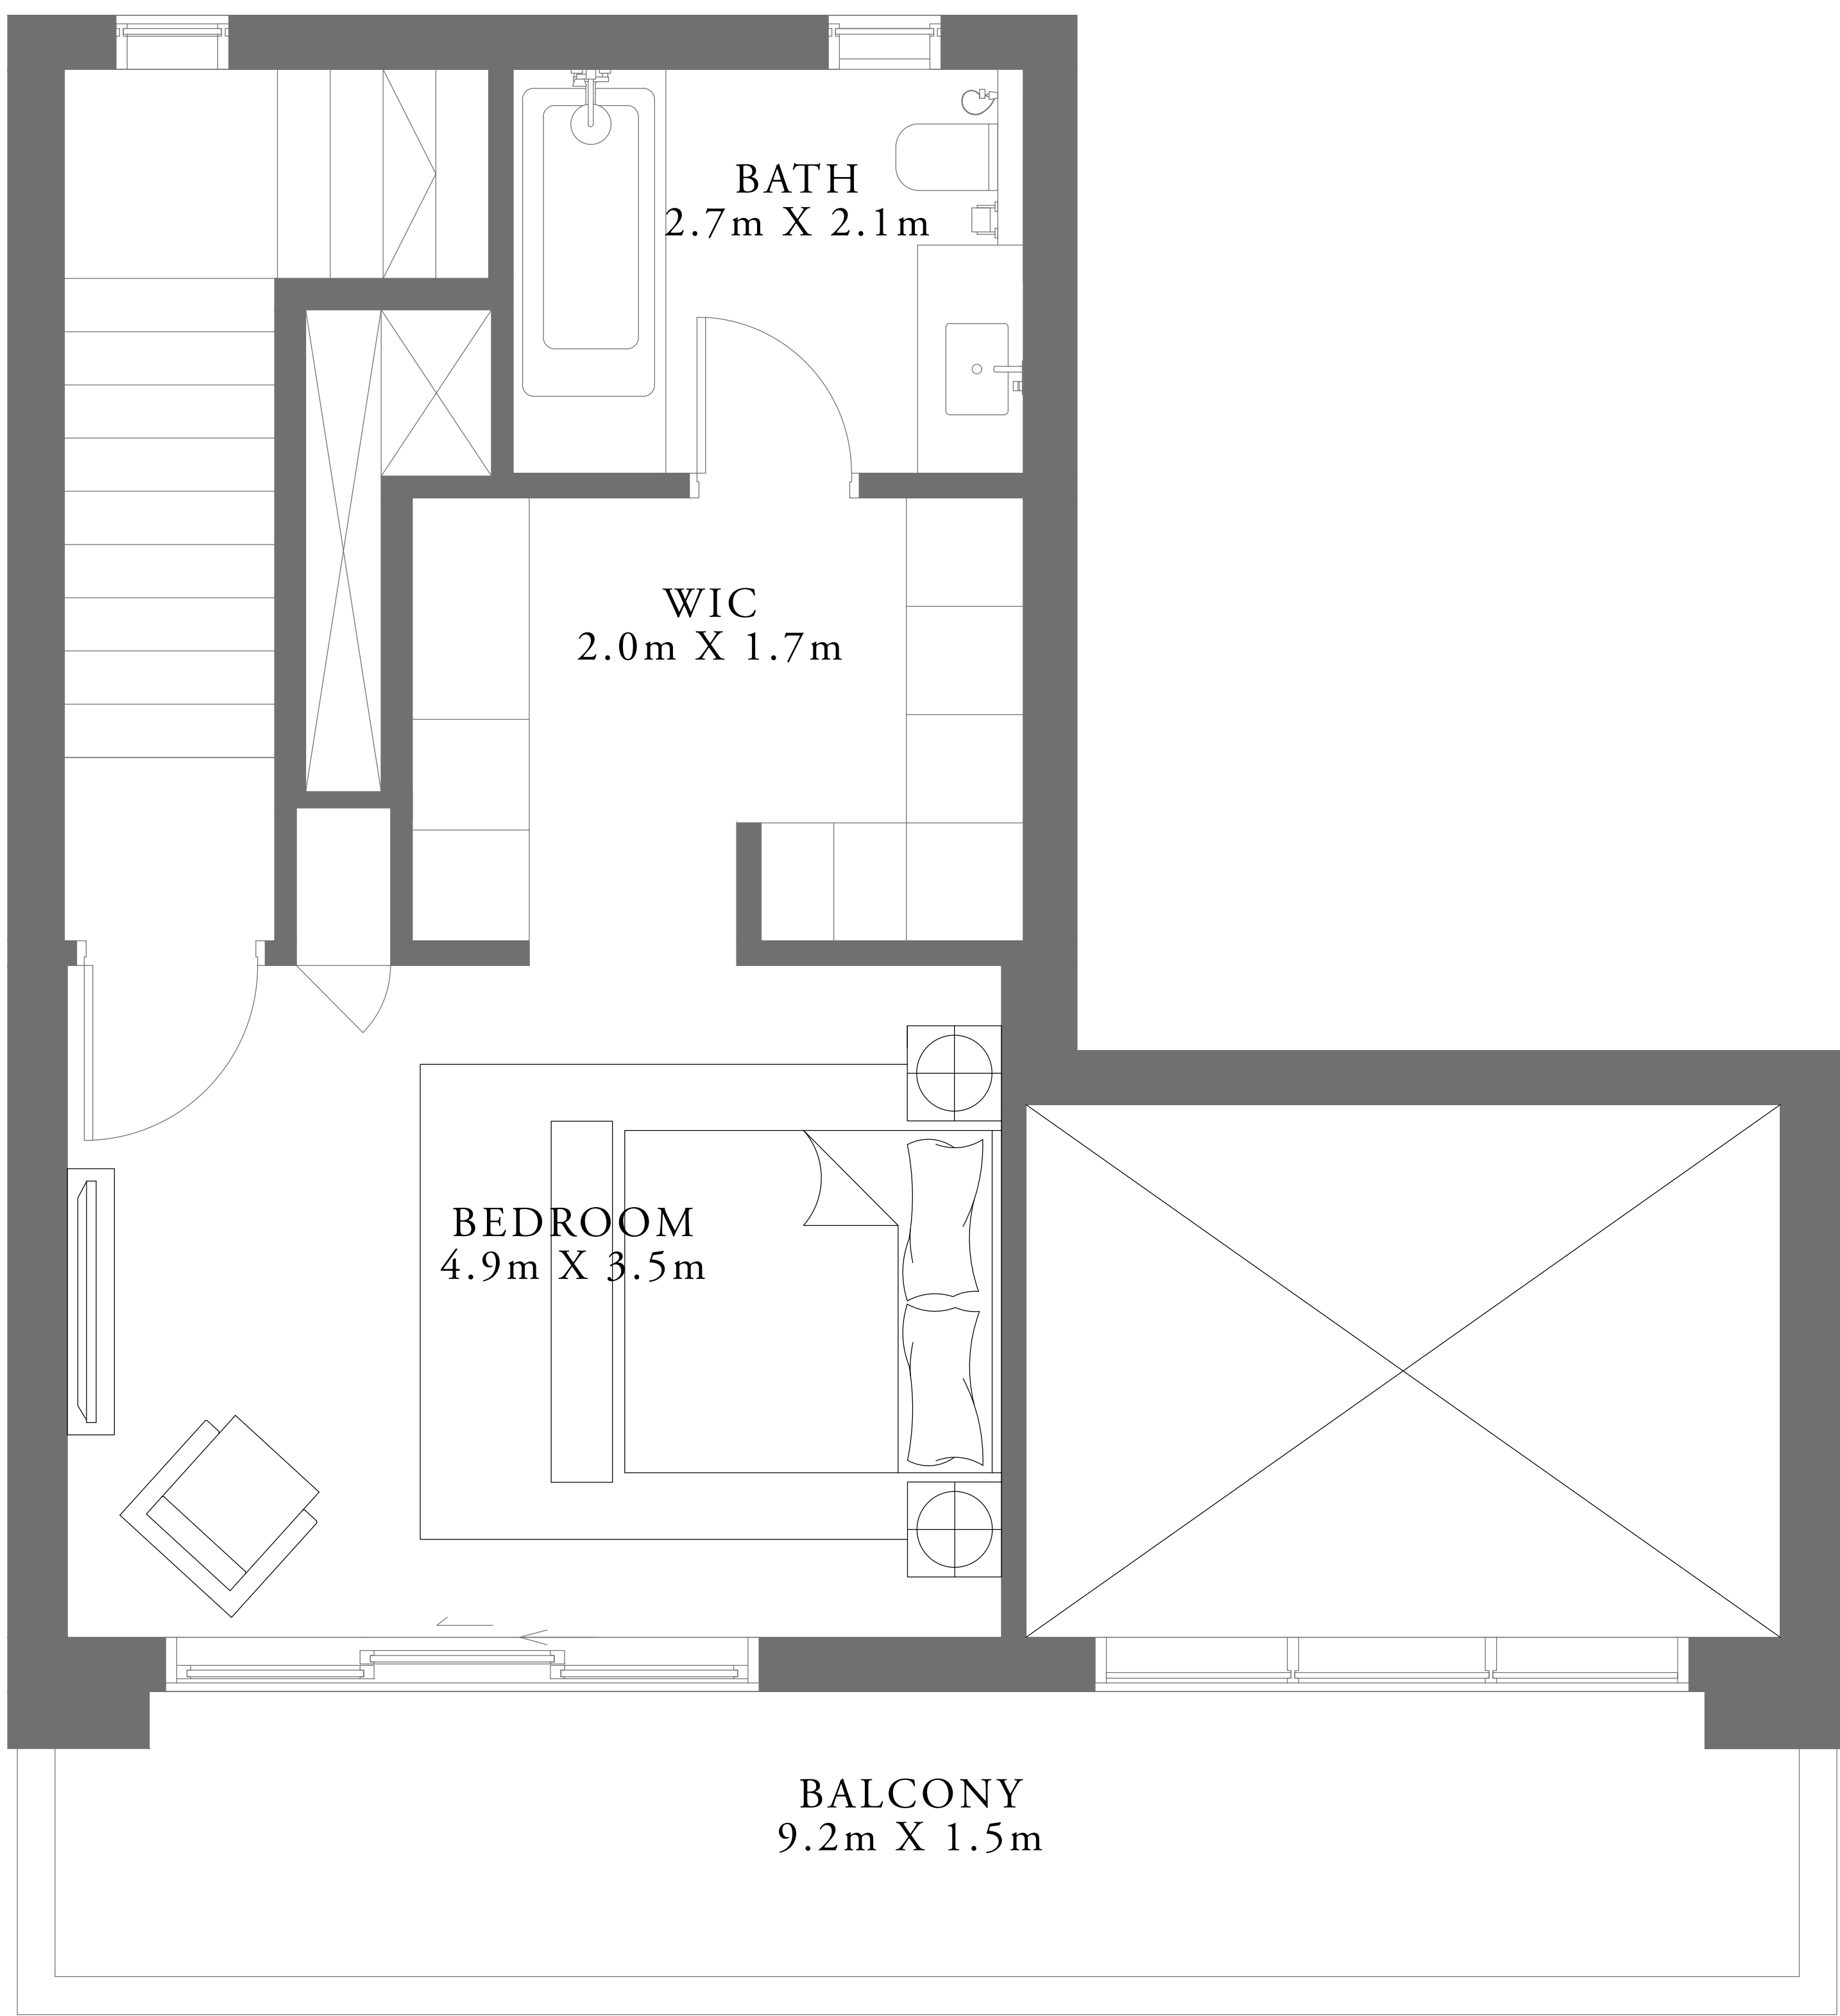 BATH
2.7m X 2.1m
WIC
2.0m X 1.7m
BEDROOM
4.9m X 3.5m
BALCONY
9.2m X 1.5m